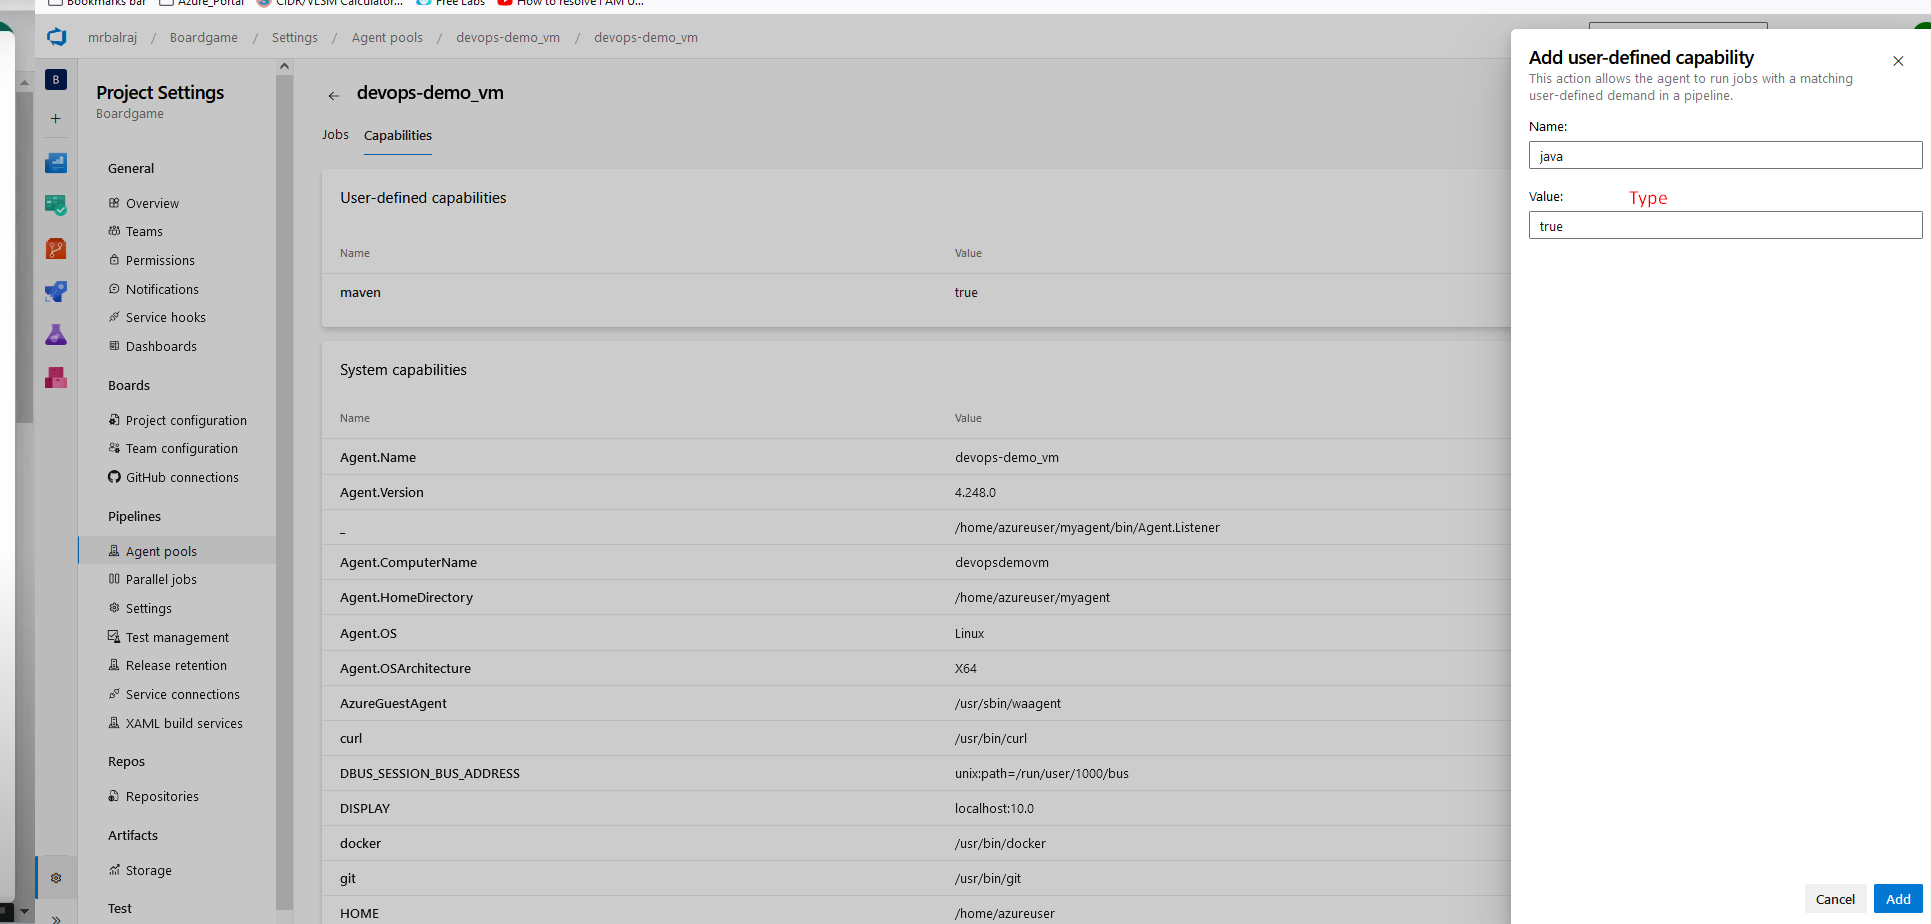 Bookmarks bar Azure_Portal CIDR/VLSM Calculator... Free Labs How to resolve I AM U...
mrbalraj / Boardgame / Settings / Agent pools / devops-demo_vm / devops-demo_vm
B
Project Settings
Boardgame
General
Overview
Teams
Permissions
Notifications
Service hooks
Dashboards
Boards
Project configuration
Team configuration
GitHub connections
Pipelines
Agent pools
Parallel jobs
Settings
Test management
Release retention
Service connections
XAML build services
Repos
Repositories
Artifacts
Storage
Test
devops-demo_vm
Jobs Capabilities
User-defined capabilities
Name Value
maven true
System capabilities
Name Value
Agent.Name devops-demo_vm
Agent.Version 4.248.0
_ /home/azureuser/myagent/bin/Agent.Listener
Agent.ComputerName devopsdemovm
Agent.HomeDirectory /home/azureuser/myagent
Agent.OS Linux
Agent.OSArchitecture X64
AzureGuestAgent /usr/sbin/waagent
curl /usr/bin/curl
DBUS_SESSION_BUS_ADDRESS unix:path=/run/user/1000/bus
DISPLAY localhost:10.0
docker /usr/bin/docker
git /usr/bin/git
HOME /home/azureuser
Add user-defined capability
This action allows the agent to run jobs with a matching
user-defined demand in a pipeline.
Name:
java
Value: Type
true
Cancel Add